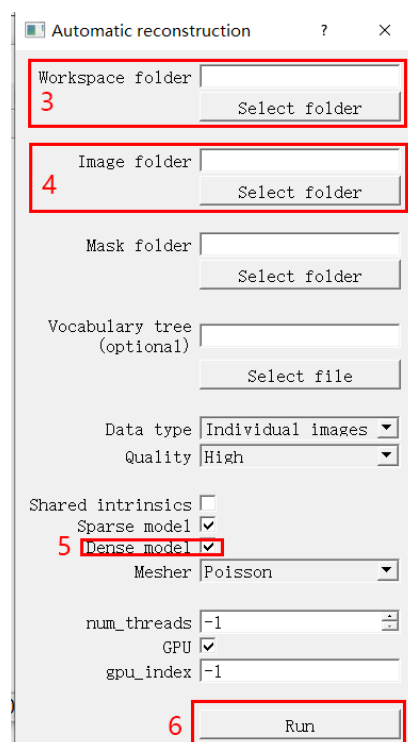 Automatic reconstruction ? ×
Workspace folder
3
Select folder
Image folder
4
Select folder
Mask folder
Select folder
Vocabulary tree
(optional)
Select file
Data type Individual images
Quality High
Shared intrinsics
Sparse model
5 Dense model
Mesher Poisson
num_threads -1
GPU
gpu_index -1
6 Run